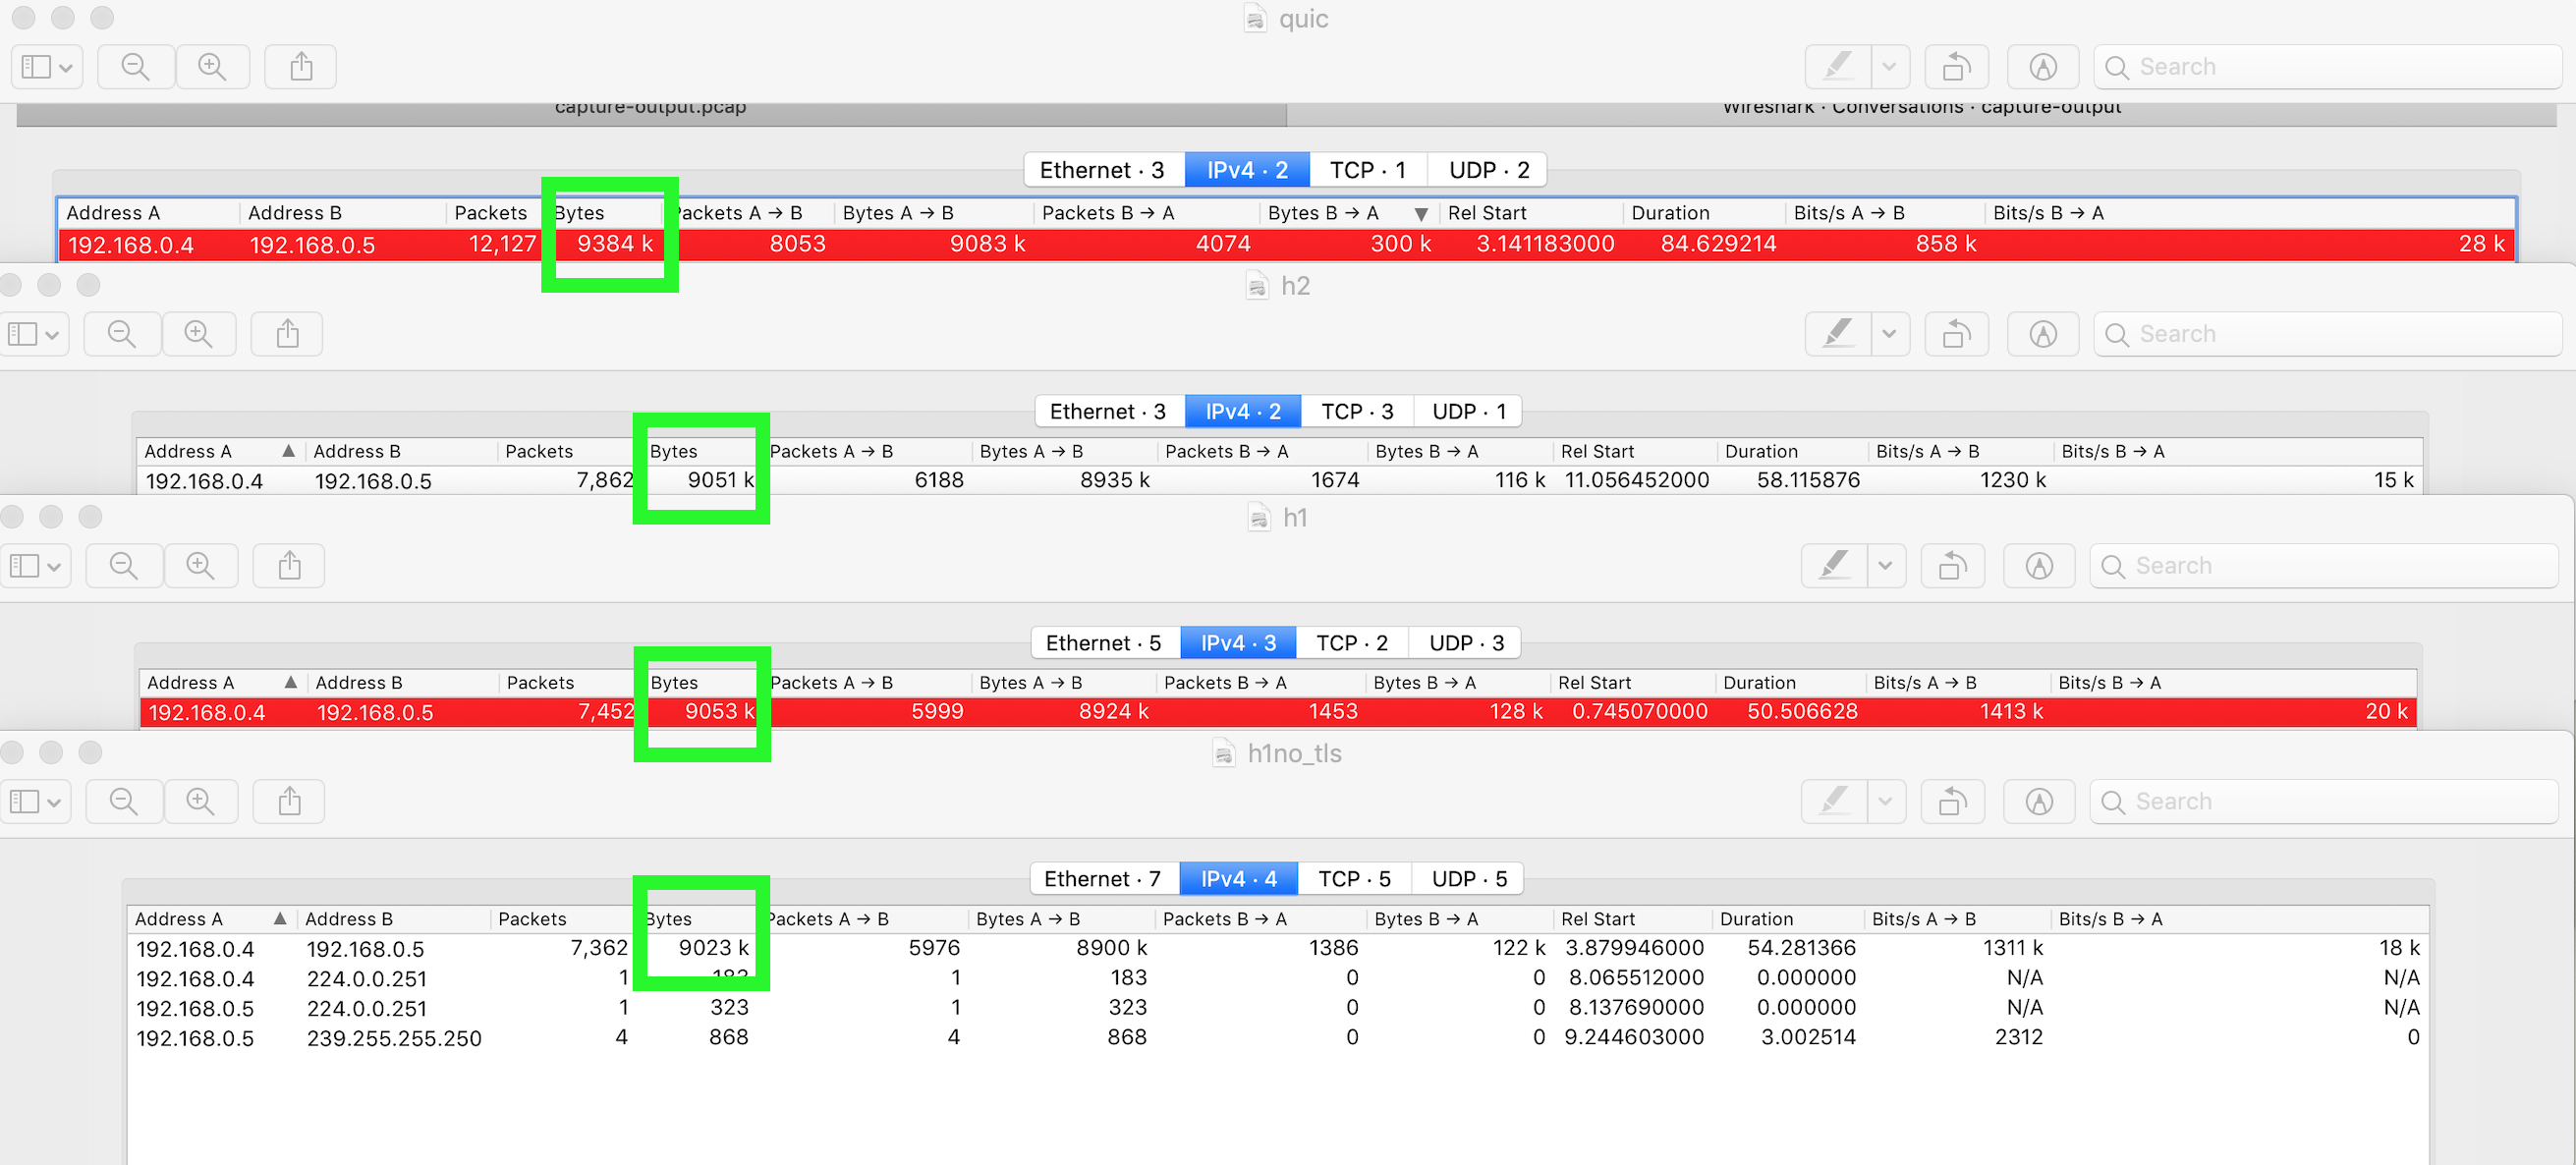 quic
Search
capture-output.pcap Wireshark · Conversations · capture-output
Ethernet · 3 IPv4 · 2 TCP · 1 UDP · 2
Address A Address B Packets Bytes Packets A → B Bytes A → B Packets B → A Bytes B → A Rel Start Duration Bits/s A → B Bits/s B → A
192.168.0.4 192.168.0.5 12,127 9384 k 8053 9083 k 4074 300 k 3.141183000 84.629214 858 k 28 k
h2
Search
Ethernet · 3 IPv4 · 2 TCP · 3 UDP · 1
Address A Address B Packets Bytes Packets A → B Bytes A → B Packets B → A Bytes B → A Rel Start Duration Bits/s A → B Bits/s B → A
192.168.0.4 192.168.0.5 7,862 9051 k 6188 8935 k 1674 116 k 11.056452000 58.115876 1230 k 15 k
h1
Search
Ethernet · 5 IPv4 · 3 TCP · 2 UDP · 3
Address A Address B Packets Bytes Packets A → B Bytes A → B Packets B → A Bytes B → A Rel Start Duration Bits/s A → B Bits/s B → A
192.168.0.4 192.168.0.5 7,452 9053 k 5999 8924 k 1453 128 k 0.745070000 50.506628 1413 k 20 k
h1no_tls
Search
Ethernet · 7 IPv4 · 4 TCP · 5 UDP · 5
Address A Address B Packets Bytes Packets A → B Bytes A → B Packets B → A Bytes B → A Rel Start Duration Bits/s A → B Bits/s B → A
192.168.0.4 192.168.0.5 7,362 9023 k 5976 8900 k 1386 122 k 3.879946000 54.281366 1311 k 18 k
192.168.0.4 224.0.0.251 1 183 1 183 0 0 8.065512000 0.000000 N/A N/A
192.168.0.5 224.0.0.251 1 323 1 323 0 0 8.137690000 0.000000 N/A N/A
192.168.0.5 239.255.255.250 4 868 4 868 0 0 9.244603000 3.002514 2312 0